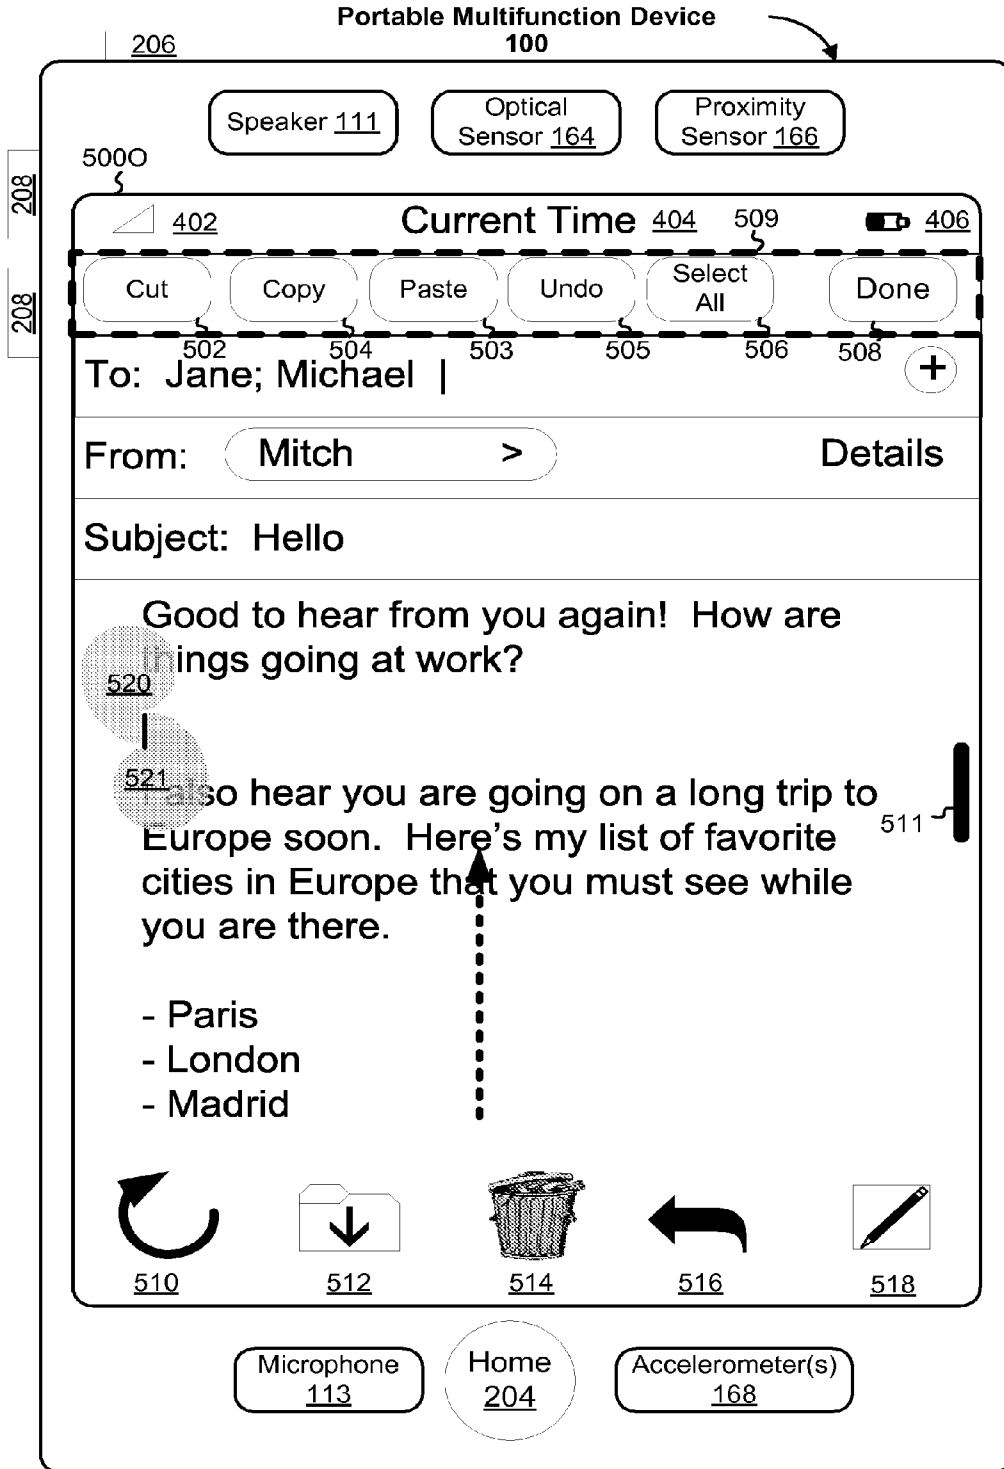 Portable Multifunction Device
100
206
Speaker 111
Optical
Sensor 164
Proximity
Sensor 166
208
500O
402
Current Time 404
509
406
208
Cut
Copy
Paste
Undo
Select
All
Done
502
504
503
505
506
508
To: Jane; Michael |
+
From:
Mitch >
Details
Subject: Hello
Good to hear from you again! How are
things going at work?
520
521
I also hear you are going on a long trip to
511
Europe soon. Here's my list of favorite
cities in Europe that you must see while
you are there.
- Paris
- London
- Madrid
510
512
514
516
518
Microphone
113
Home
204
Accelerometer(s)
168